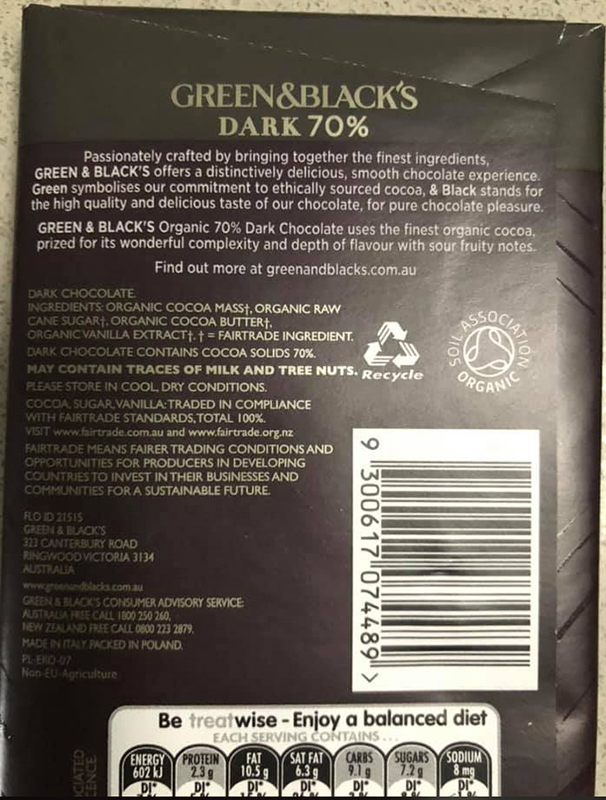 GREEN&BLACK'S
DARK 70%
Passionately crafted by bringing together the finest ingredients,
GREEN & BLACK'S offers a distinctively delicious, smooth chocolate experience.
Green symbolises our commitment to ethically sourced cocoa, & Black stands for
the high quality and delicious taste of our chocolate, for pure chocolate pleasure.
GREEN & BLACK'S Organic 70% Dark Chocolate uses the finest organic cocoa,
prized for its wonderful complexity and depth of flavour with sour fruity notes.
Find out more at greenandblacks.com.au
DARK CHOCOLATE.
INGREDIENTS: ORGANIC COCOA MASS†, ORGANIC RAW
CANE SUGAR†, ORGANIC COCOA BUTTER†,
ORGANIC VANILLA EXTRACT†. † = FAIRTRADE INGREDIENT.
DARK CHOCOLATE CONTAINS COCOA SOLIDS 70%.
MAY CONTAIN TRACES OF MILK AND TREE NUTS.
PLEASE STORE IN COOL, DRY CONDITIONS.
COCOA, SUGAR, VANILLA: TRADED IN COMPLIANCE
WITH FAIRTRADE STANDARDS, TOTAL 100%.
VISIT www.fairtrade.com.au and www.fairtrade.org.nz
FAIRTRADE MEANS FAIRER TRADING CONDITIONS AND
OPPORTUNITIES FOR PRODUCERS IN DEVELOPING
COUNTRIES TO INVEST IN THEIR BUSINESSES AND
COMMUNITIES FOR A SUSTAINABLE FUTURE.
Recycle
SOIL ASSOCIATION
ORGANIC
FLO ID 21515
GREEN & BLACK'S
323 CANTERBURY ROAD
RINGWOOD VICTORIA 3134
AUSTRALIA
www.greenandblacks.com.au
GREEN & BLACK'S CONSUMER ADVISORY SERVICE:
AUSTRALIA FREE CALL 1800 250 260,
NEW ZEALAND FREE CALL 0800 223 2879.
MADE IN ITALY. PACKED IN POLAND.
PL-EKO-07
Non-EU-Agriculture
9 300617 074489 >
Be treatwise - Enjoy a balanced diet
EACH SERVING CONTAINS...
ENERGY PROTEIN FAT SAT FAT CARBS SUGARS SODIUM
602 kJ 2.3 g 10.5 g 6.3 g 9.1 g 7.2 g 8 mg
DI* DI* DI* DI* DI* DI* DI*